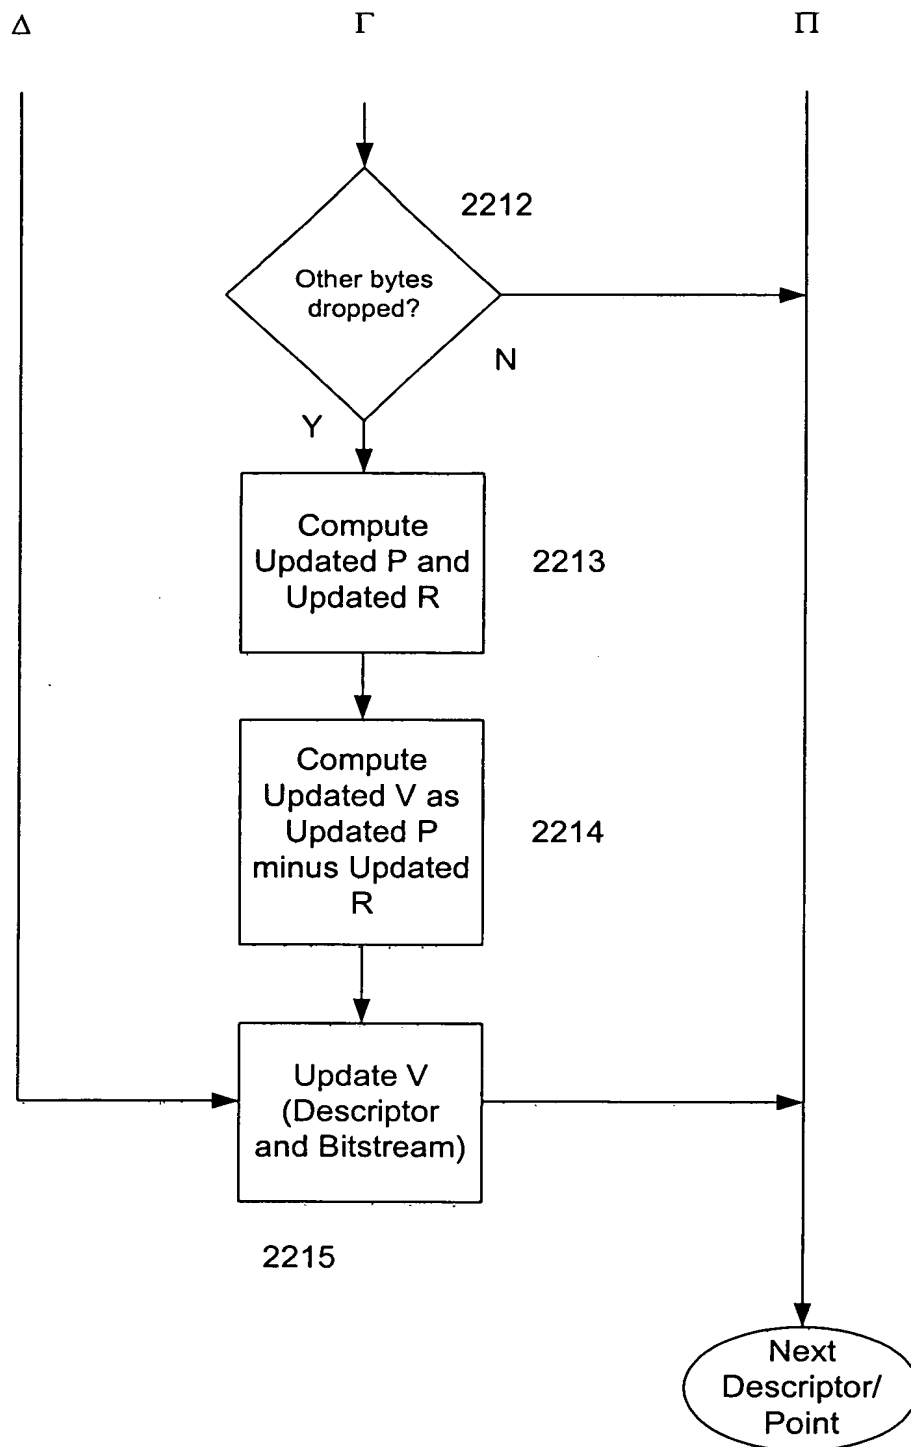 Δ Γ Π
2212
Other bytes
dropped?
N
Y
Compute
Updated P and
Updated R
2213
Compute
Updated V as
Updated P
minus Updated
R
2214
Update V
(Descriptor
and Bitstream)
2215
Next
Descriptor/
Point